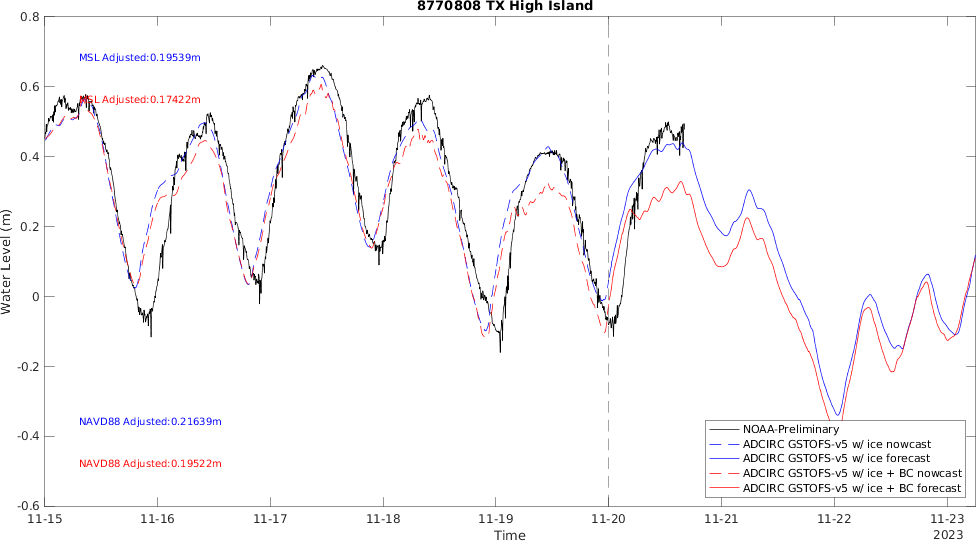 8770808 TX High Island
0.8
0.6
0.4
0.2
0
-0.2
-0.4
-0.6
Water Level (m)
MSL Adjusted:0.19539m
MSL Adjusted:0.17422m
NAVD88 Adjusted:0.21639m
NAVD88 Adjusted:0.19522m
NOAA-Preliminary
ADCIRC GSTOFS-v5 w/ ice nowcast
ADCIRC GSTOFS-v5 w/ ice forecast
ADCIRC GSTOFS-v5 w/ ice + BC nowcast
ADCIRC GSTOFS-v5 w/ ice + BC forecast
11-15 11-16 11-17 11-18 11-19 11-20 11-21 11-22 11-23
Time
2023